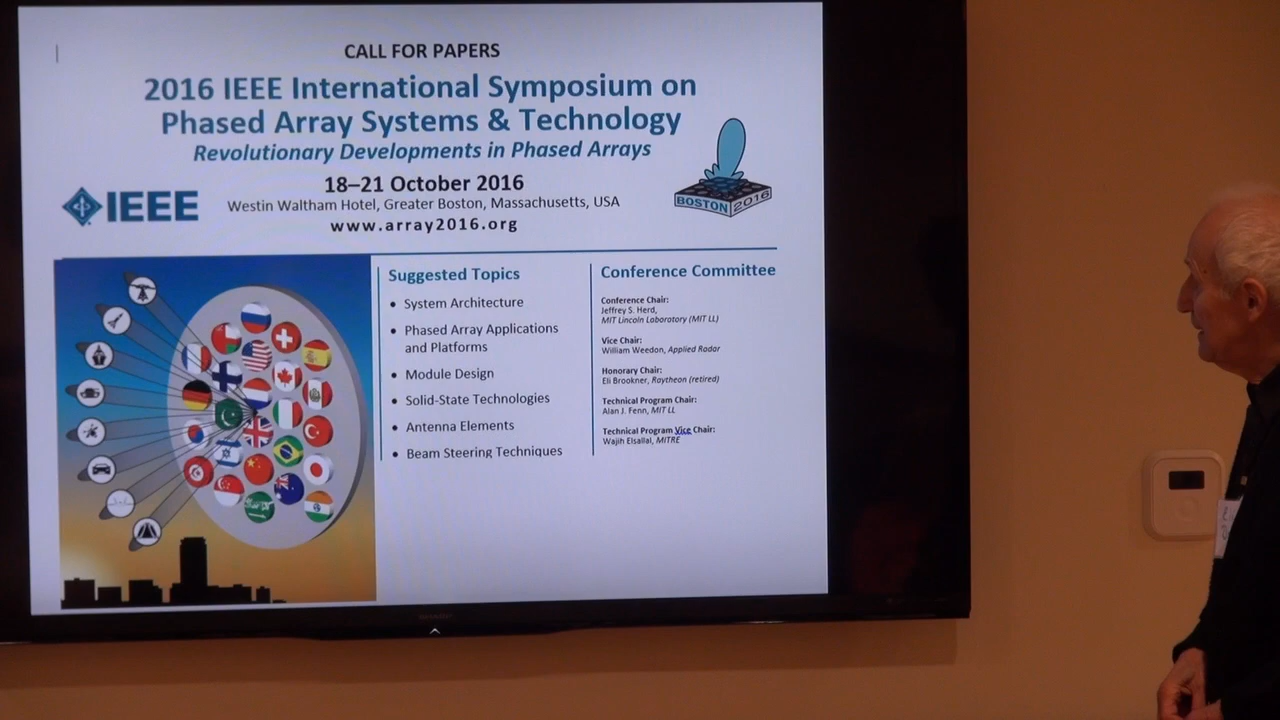 CALL FOR PAPERS
2016 IEEE International Symposium on
Phased Array Systems & Technology
Revolutionary Developments in Phased Arrays
18–21 October 2016
Westin Waltham Hotel, Greater Boston, Massachusetts, USA
www.array2016.org
IEEE
BOSTON 2016
Suggested Topics
• System Architecture
• Phased Array Applications
and Platforms
• Module Design
• Solid-State Technologies
• Antenna Elements
• Beam Steering Techniques
Conference Committee
Conference Chair:
Jeffrey S. Herd,
MIT Lincoln Laboratory (MIT LL)
Vice Chair:
William Weedon, Applied Radar
Honorary Chair:
Eli Brookner, Raytheon (retired)
Technical Program Chair:
Alan J. Fenn, MIT LL
Technical Program Vice Chair:
Wajih Elsallal, MITRE